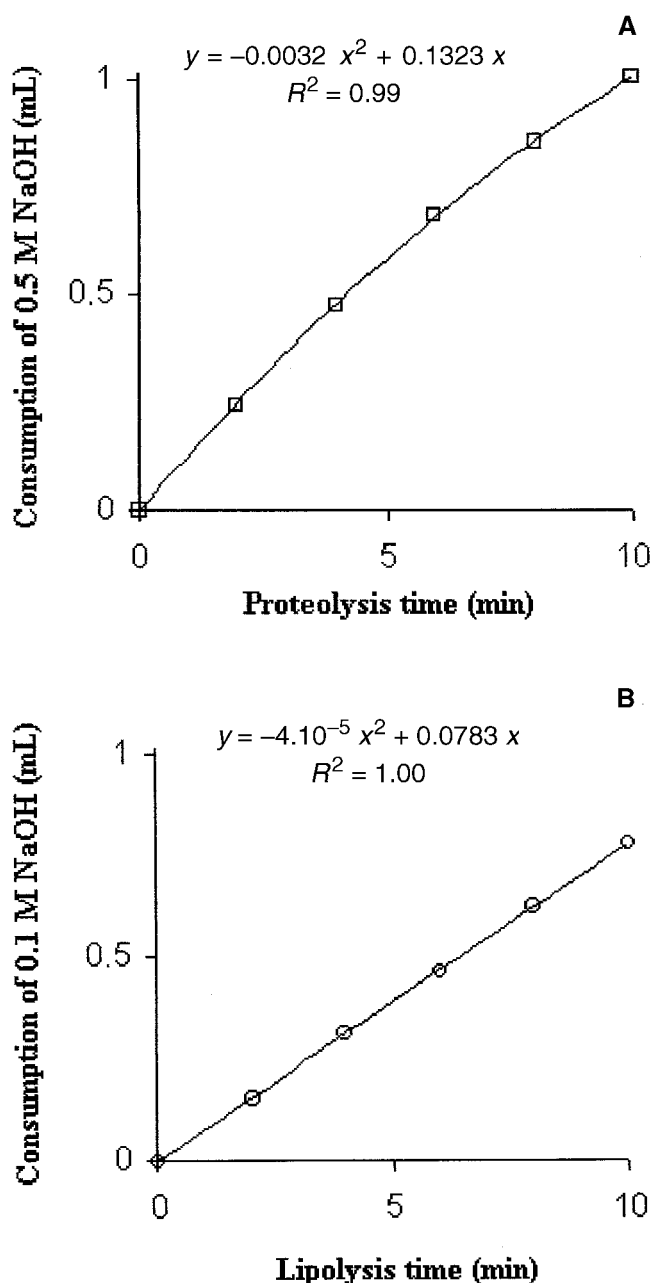 A
y = −0.0032 x² + 0.1323 x
R² = 0.99
Consumption of 0.5 M NaOH (mL)
1
0.5
0
0 5 10
Proteolysis time (min)
B
y = −4.10⁻⁵ x² + 0.0783 x
R² = 1.00
Consumption of 0.1 M NaOH (mL)
1
0.5
0
0 5 10
Lipolysis time (min)